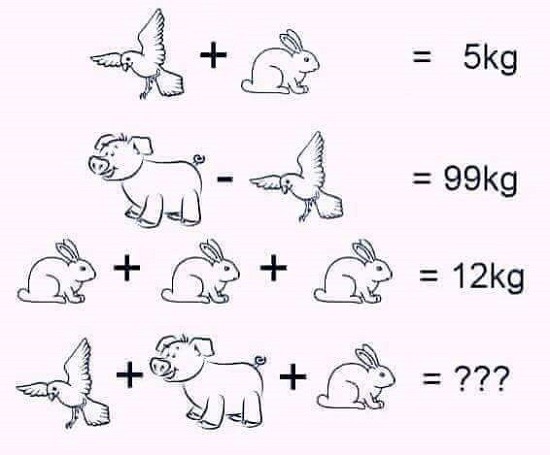 + = 5kg
- = 99kg
+ + = 12kg
+ + = ???